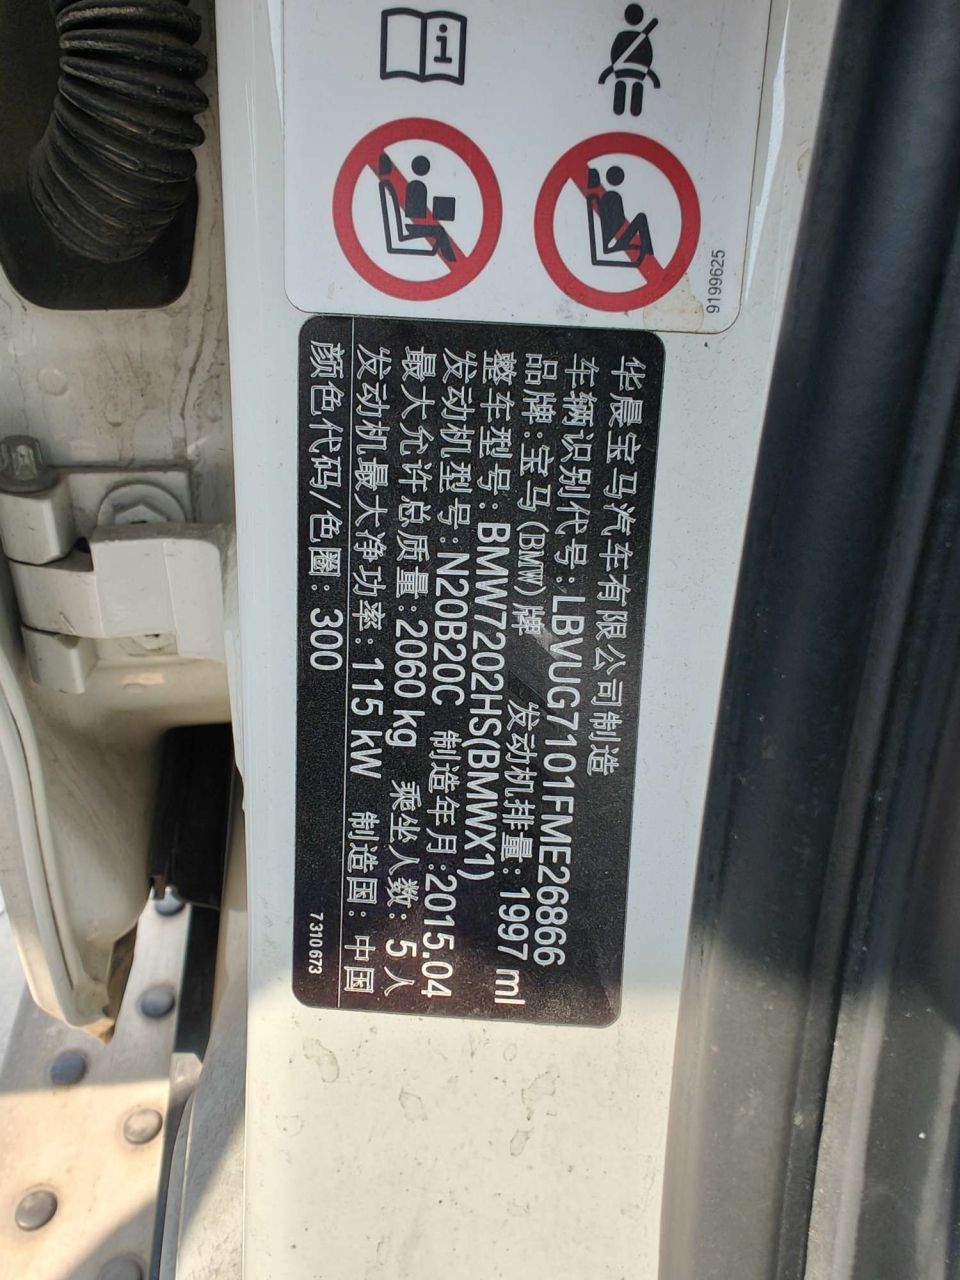 9199625
华晨宝马汽车有限公司制造
车辆识别代号:LBVUG7101FME26866
品牌:宝马(BMW)牌 发动机排量:1997 ml
整车型号:BMW7202HS(BMWX1)
发动机型号:N20B20C 制造年月:2015.04
最大允许总质量:2060 kg 乘坐人数:5人
发动机最大净功率:115 kW 制造国:中国
颜色代码/色圈:300
7310673